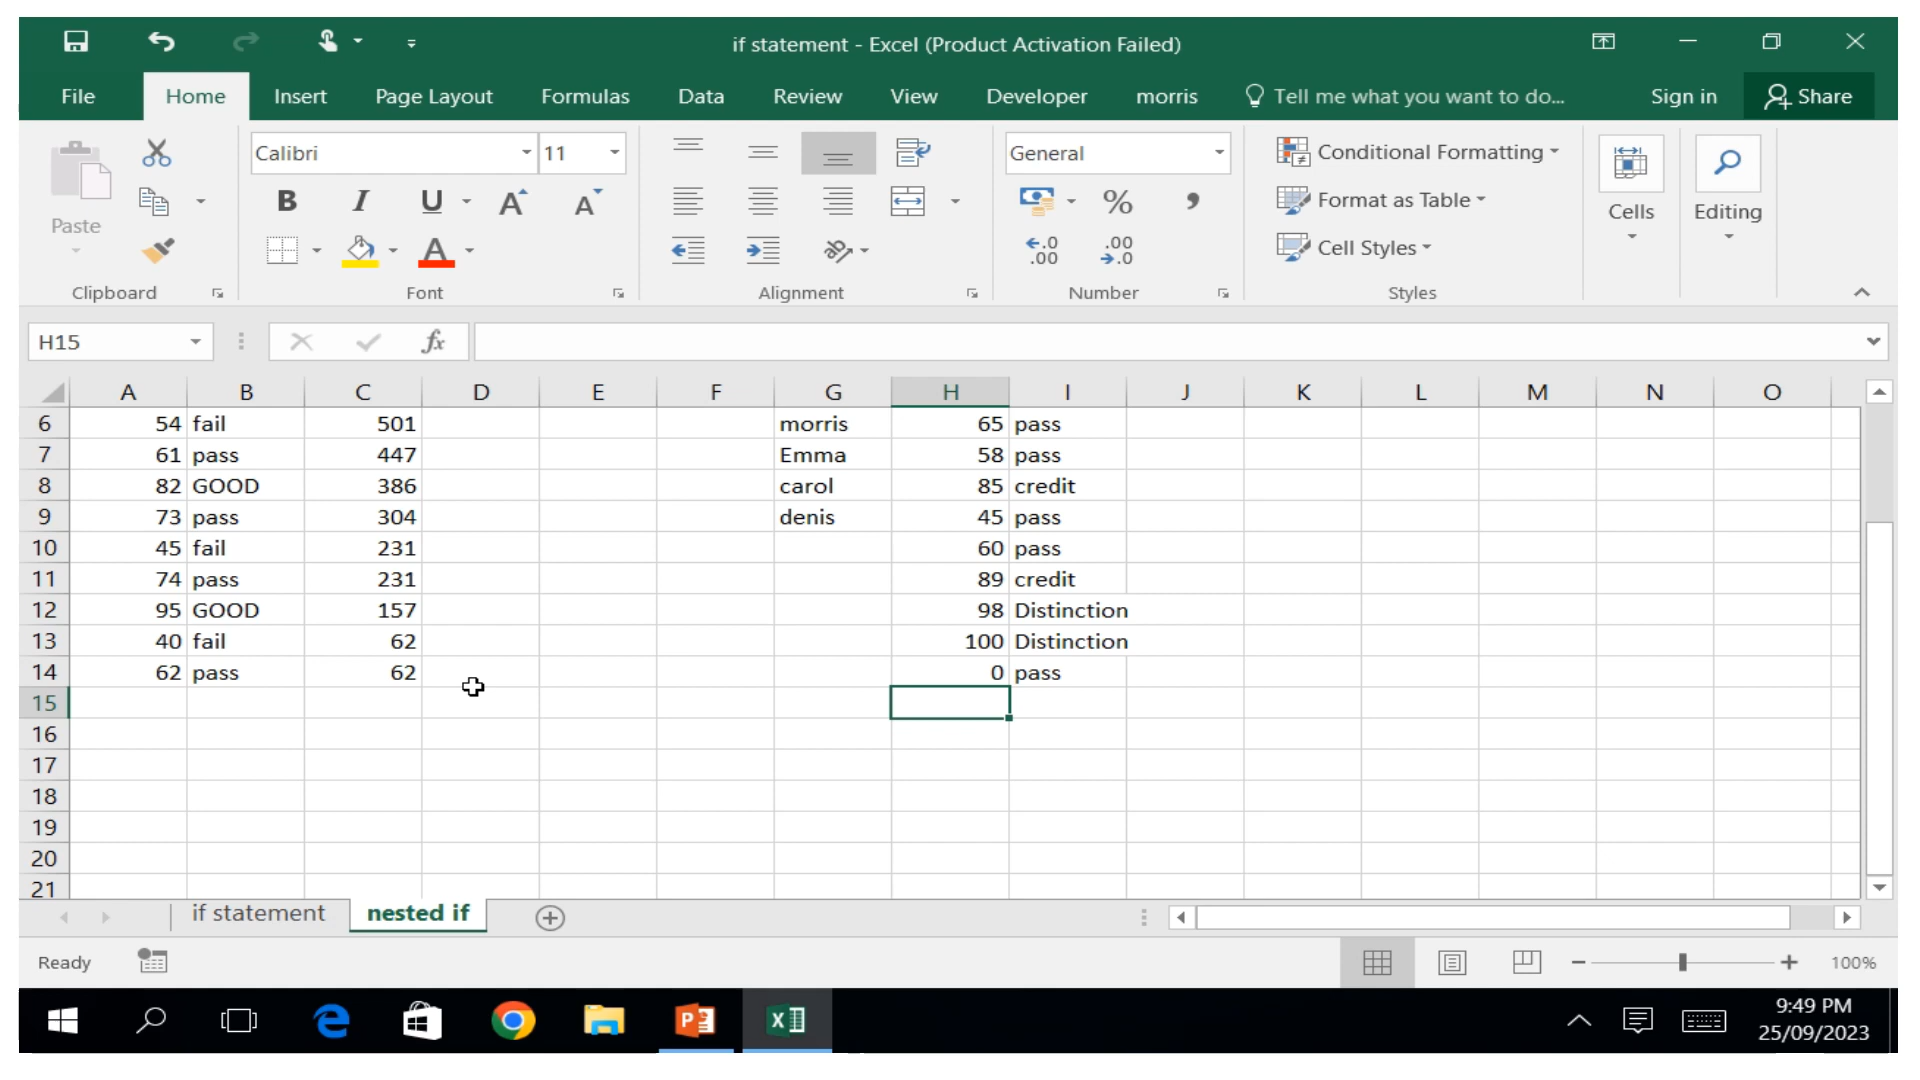 if statement - Excel (Product Activation Failed)
File Home Insert Page Layout Formulas Data Review View Developer morris Tell me what you want to do... Sign in Share
Paste
Clipboard
Calibri 11
B I U A A
A
Font
Alignment
General
% ,
←.0 .00
.00 →.0
Number
Conditional Formatting
Format as Table
Cell Styles
Styles
Cells
Editing
H15 fx
A B C D E F G H I J K L M N O
6 54 fail 501 morris 65 pass
7 61 pass 447 Emma 58 pass
8 82 GOOD 386 carol 85 credit
9 73 pass 304 denis 45 pass
10 45 fail 231 60 pass
11 74 pass 231 89 credit
12 95 GOOD 157 98 Distinction
13 40 fail 62 100 Distinction
14 62 pass 62 0 pass
15
16
17
18
19
20
21
if statement nested if
Ready 100%
9:49 PM
25/09/2023